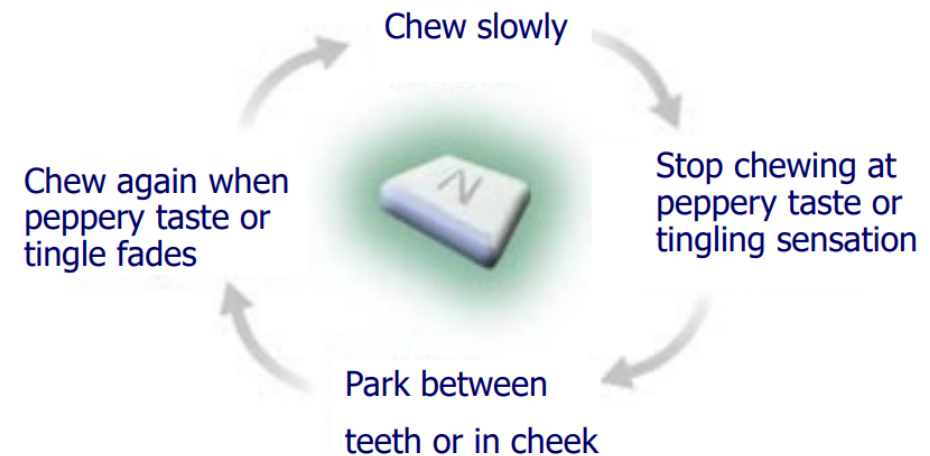 Chew slowly
Stop chewing at
peppery taste or
tingling sensation
Park between
teeth or in cheek
Chew again when
peppery taste or
tingle fades
N